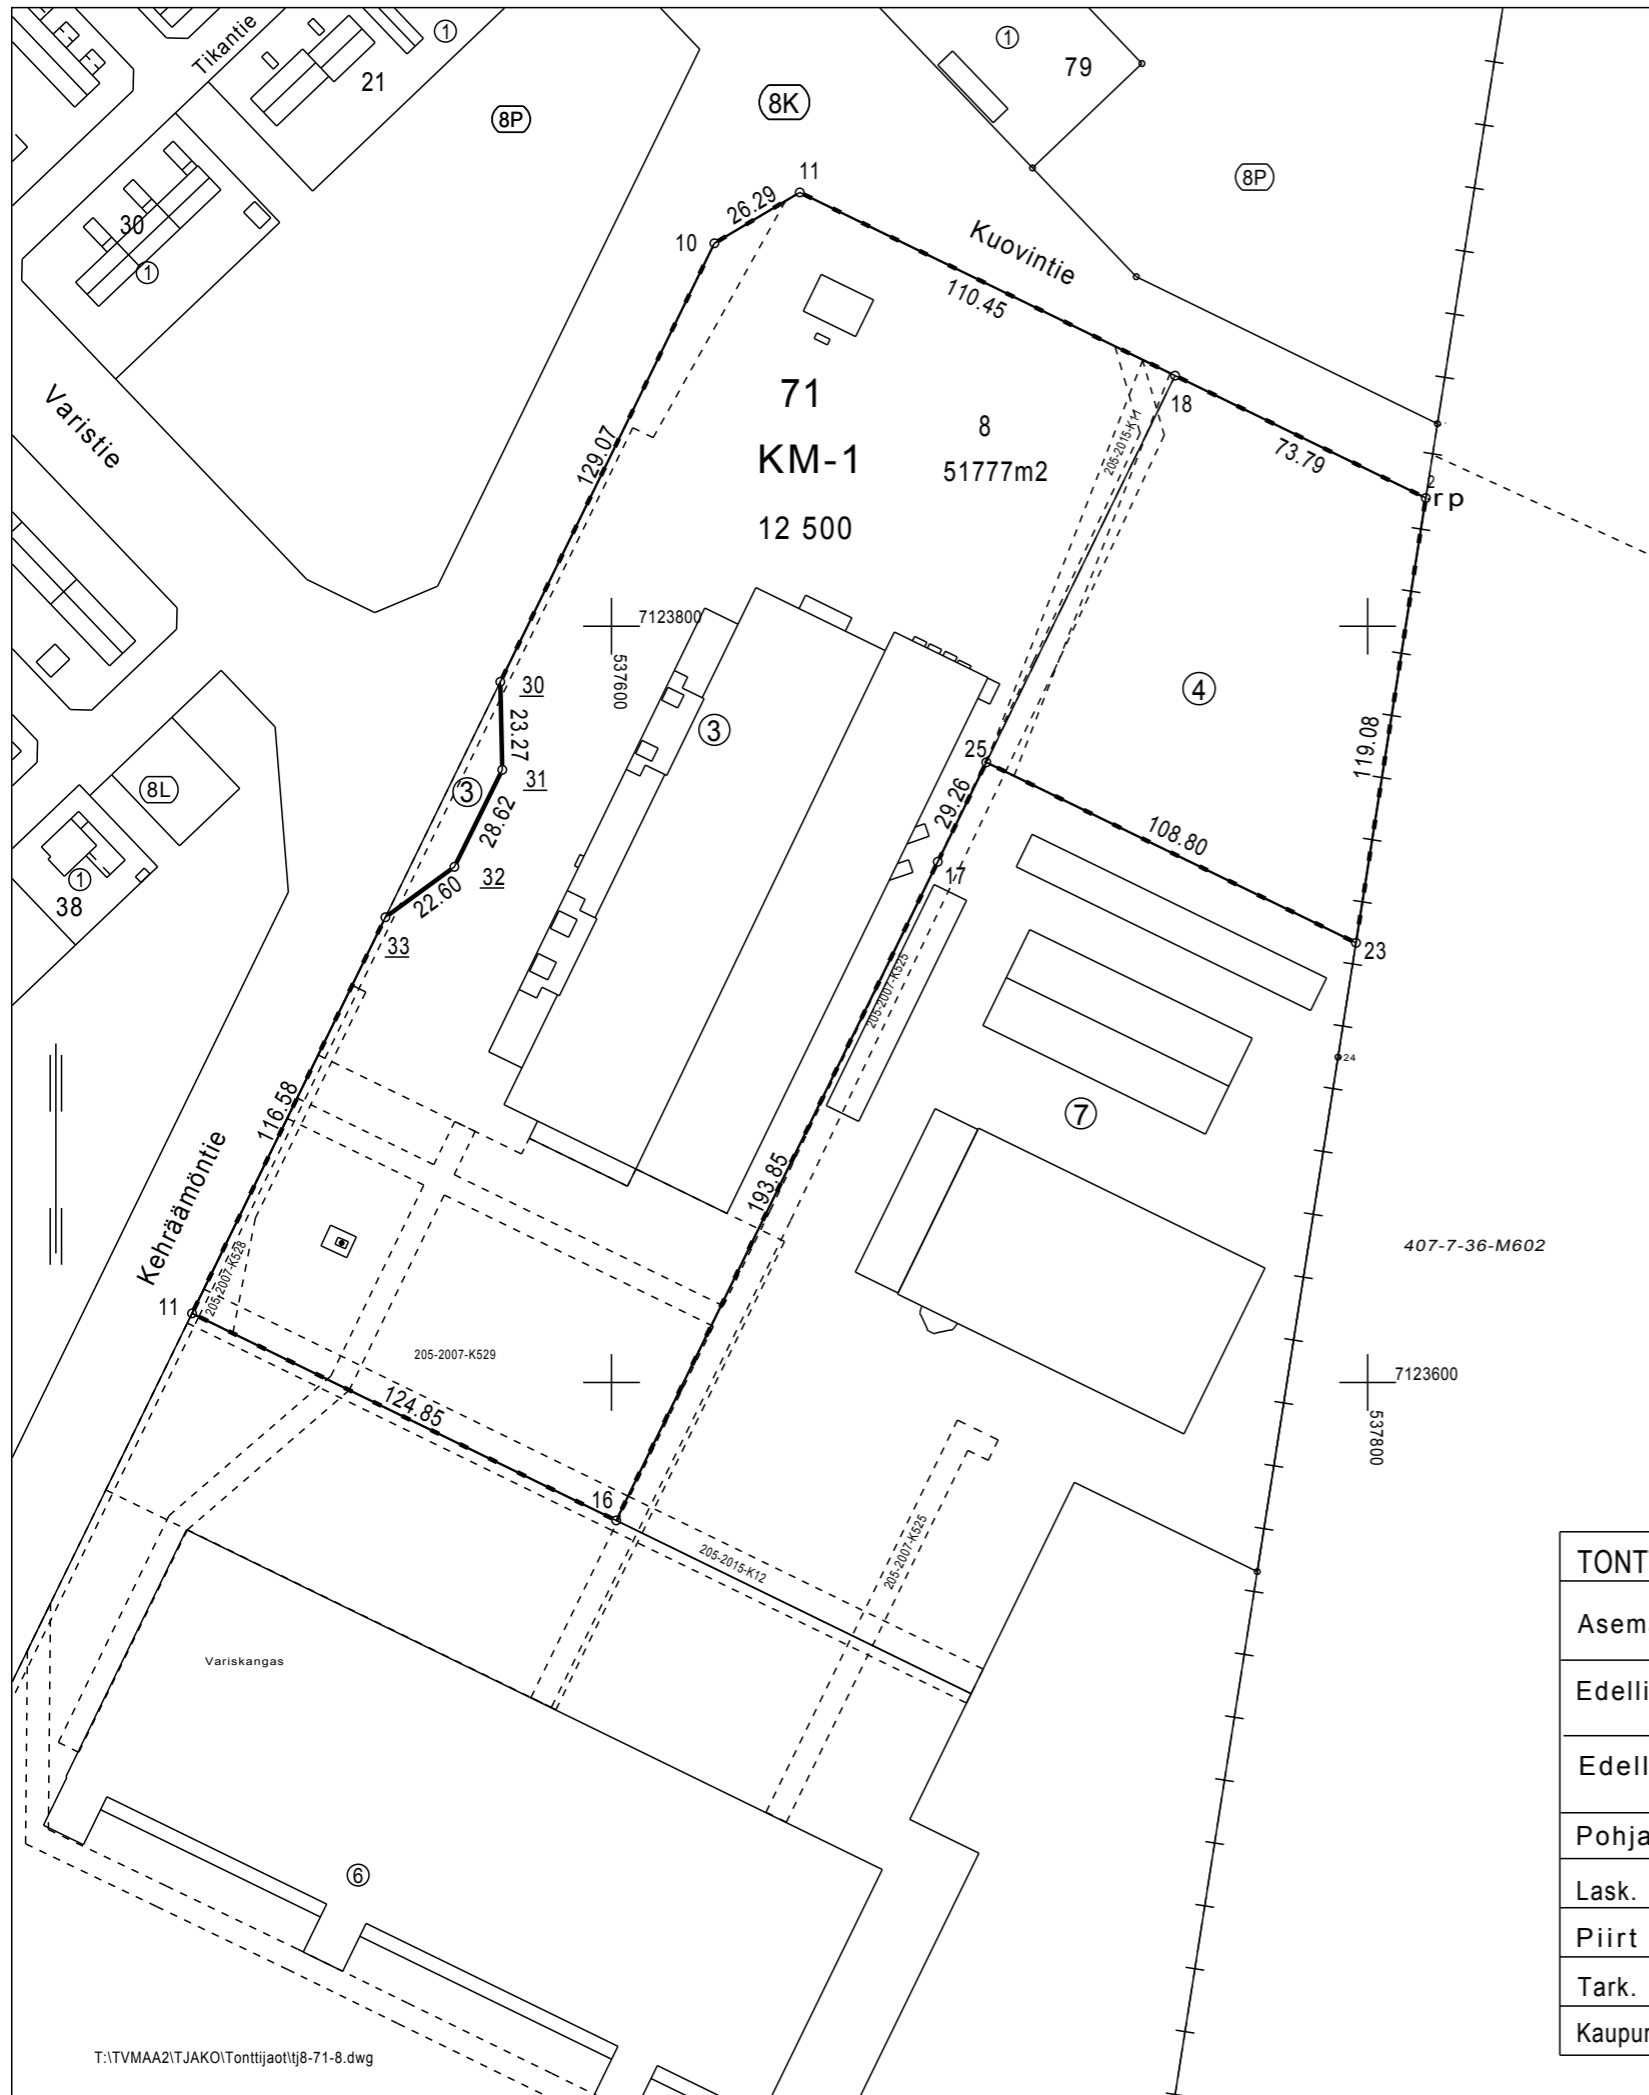 Tikantie
1
21
8P
8K
1
79
8P
30
1
11
26.29
10
Kuovintie
110.45
Varistie
71
8
KM-1
51777m2
12 500
129.07
18
205-2015-K11
73.79
2
rp
7123800
537600
30
23.27
3
4
31
3
28.62
32
22.60
33
25
29.26
108.80
119.08
17
23
8L
1
38
205-2007-K525
24
7
116.58
Kehräämöntie
193.85
407-7-36-M602
205-2007-K528
11
205-2007-K529
124.85
7123600
537800
16
205-2015-K12
205-2007-K525
Variskangas
6
TONT
Asem
Edelli
Edell
Pohja
Lask.
Piirt
Tark.
Kaupun
T:\TVMAA2\TJAKO\Tonttijaot\tj8-71-8.dwg